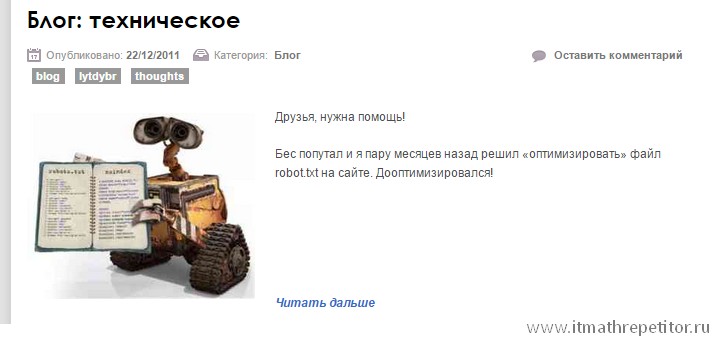 Блог: техническое
17 Опубликовано: 22/12/2011 Категория: Блог Оставить комментарий
blog lytdybr thoughts
Друзья, нужна помощь!
Бес попутал и я пару месяцев назад решил «оптимизировать» файл
robot.txt на сайте. Дооптимизировался!
robots.txt
Читать дальше
www.itmathrepetitor.ru